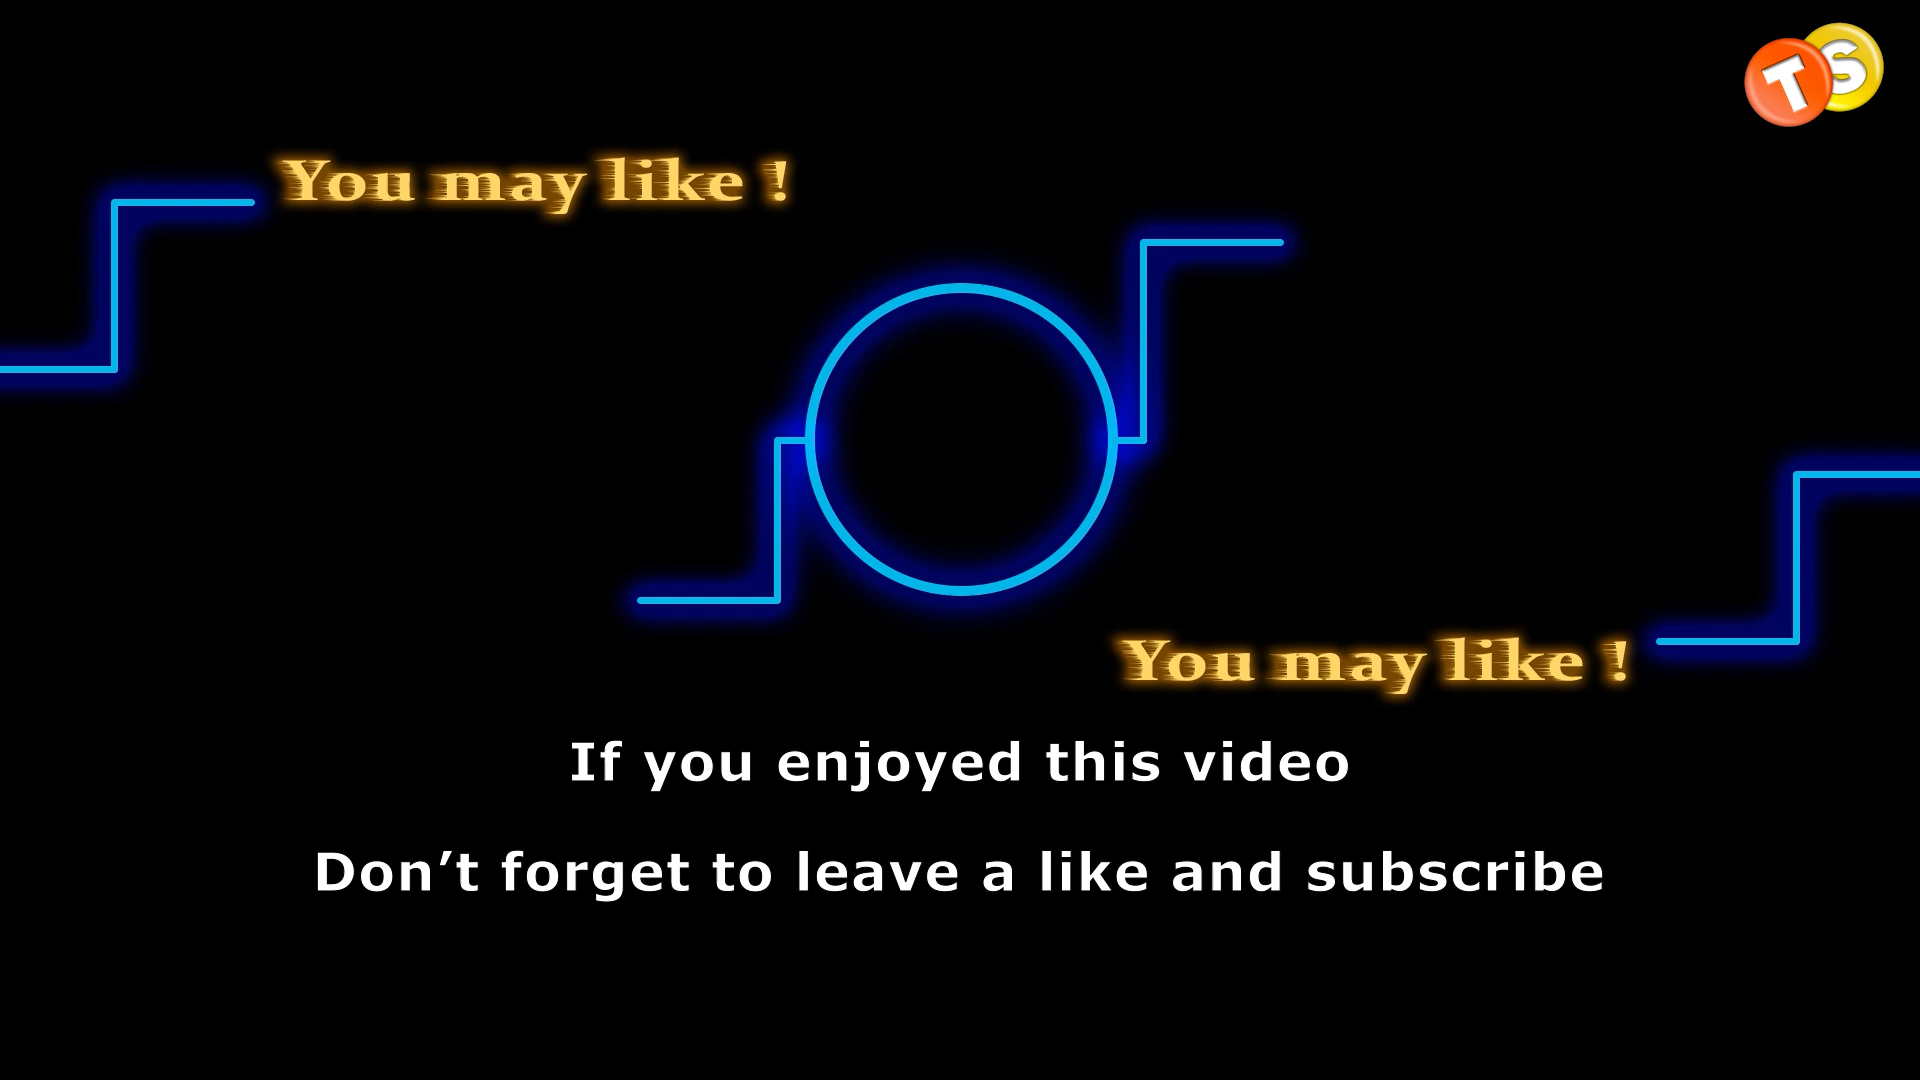 TS
You may like !
You may like !
If you enjoyed this video
Don’t forget to leave a like and subscribe